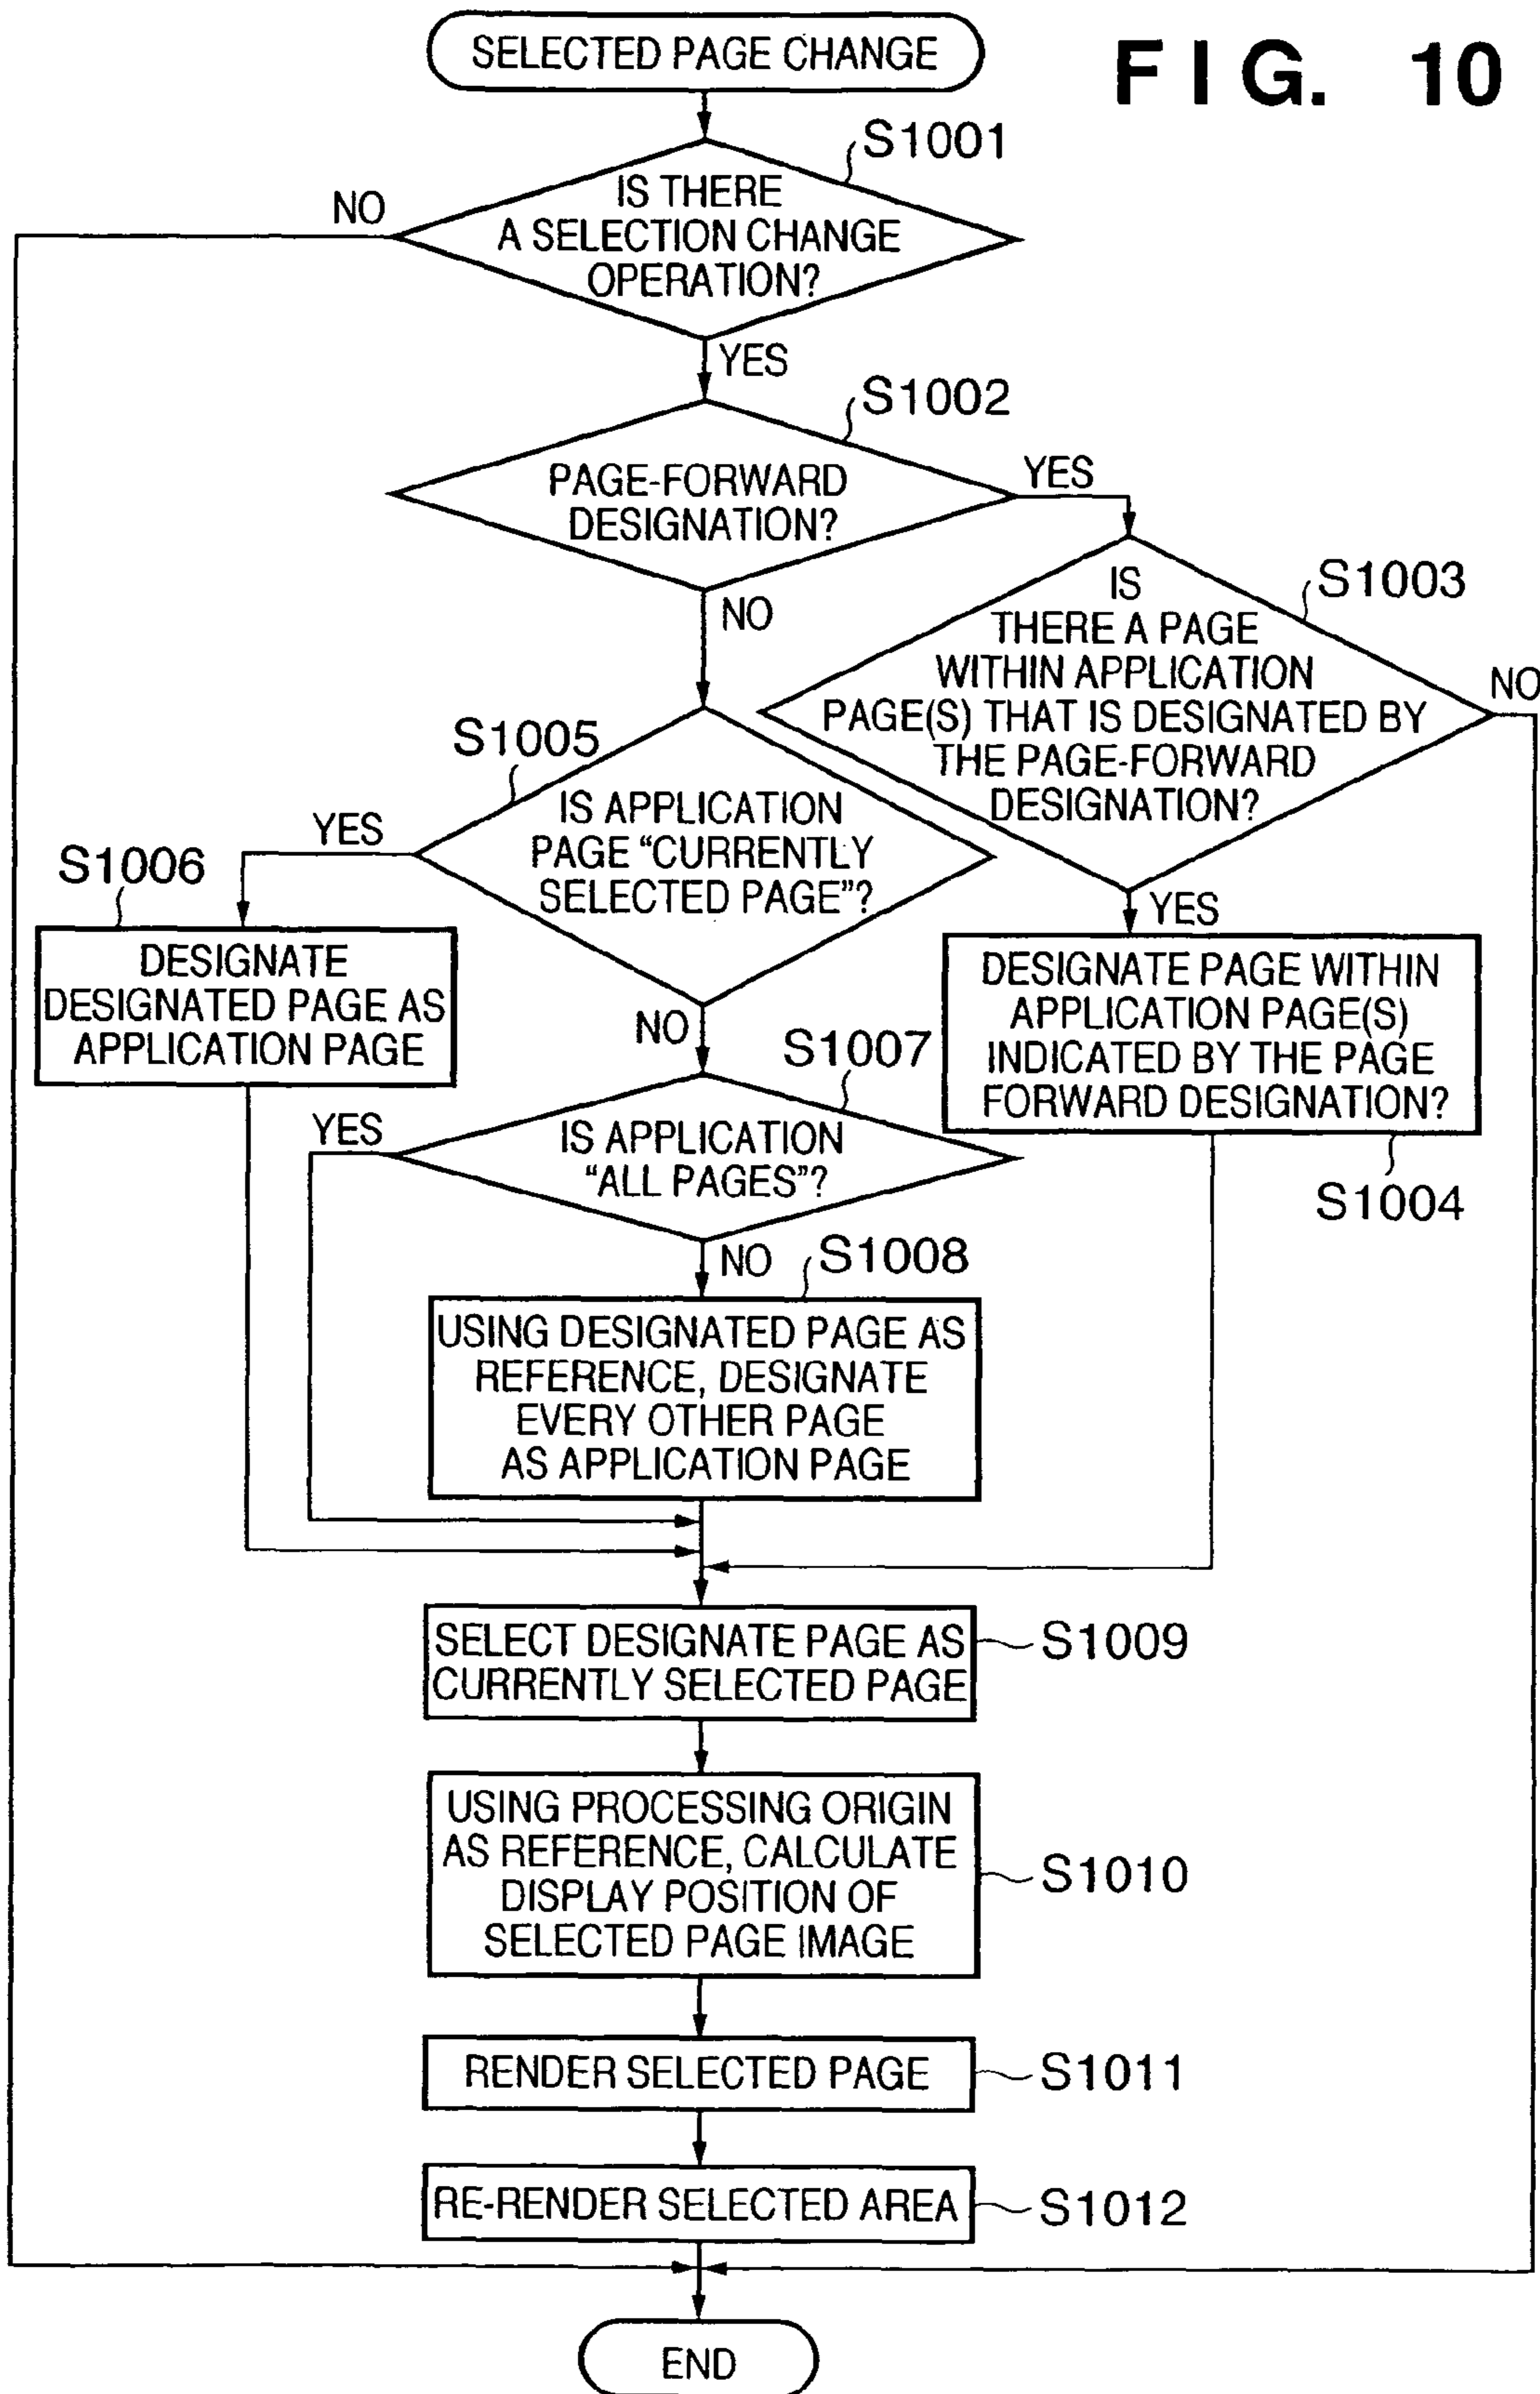 SELECTED PAGE CHANGE
FIG. 10
S1001
IS THERE
A SELECTION CHANGE
OPERATION?
NO
YES
S1002
PAGE-FORWARD
DESIGNATION?
YES
NO
S1003
IS
THERE A PAGE
WITHIN APPLICATION
PAGE(S) THAT IS DESIGNATED BY
THE PAGE-FORWARD
DESIGNATION?
NO
YES
S1005
IS APPLICATION
PAGE “CURRENTLY
SELECTED PAGE”?
YES
NO
S1006
DESIGNATE
DESIGNATED PAGE AS
APPLICATION PAGE
DESIGNATE PAGE WITHIN
APPLICATION PAGE(S)
INDICATED BY THE PAGE
FORWARD DESIGNATION?
S1004
S1007
IS APPLICATION
“ALL PAGES”?
YES
NO
S1008
USING DESIGNATED PAGE AS
REFERENCE, DESIGNATE
EVERY OTHER PAGE
AS APPLICATION PAGE
SELECT DESIGNATE PAGE AS
CURRENTLY SELECTED PAGE
S1009
USING PROCESSING ORIGIN
AS REFERENCE, CALCULATE
DISPLAY POSITION OF
SELECTED PAGE IMAGE
S1010
RENDER SELECTED PAGE
S1011
RE-RENDER SELECTED AREA
S1012
END